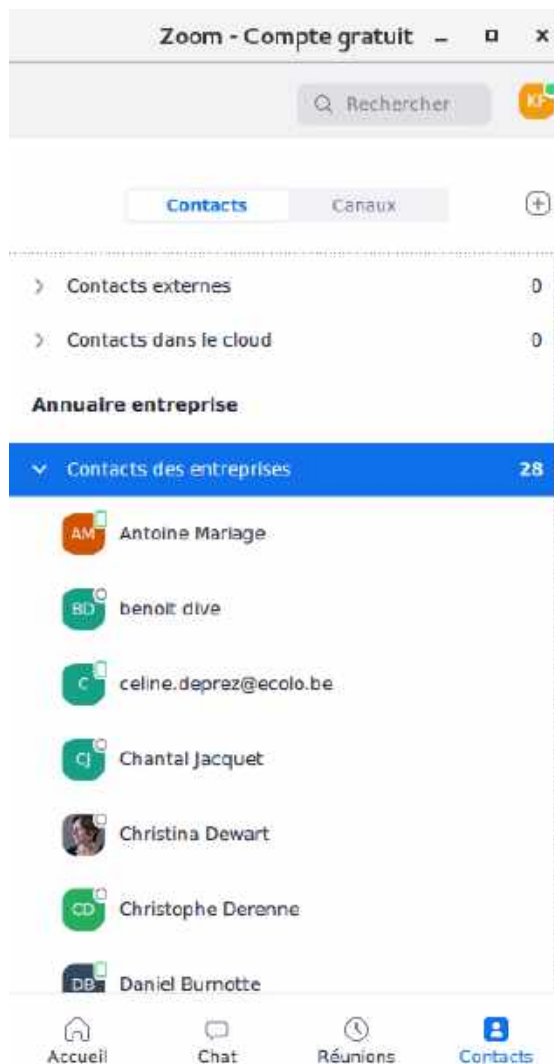 Zoom - Compte gratuit
Rechercher
KF
Contacts Canaux
Contacts externes 0
Contacts dans le cloud 0
Annuaire entreprise
Contacts des entreprises 28
AM Antoine Mariage
BD benoit dive
C celine.deprez@ecolo.be
CJ Chantal Jacquet
Christina Dewart
CD Christophe Derenne
DB Daniel Burnotte
Accueil Chat Réunions Contacts